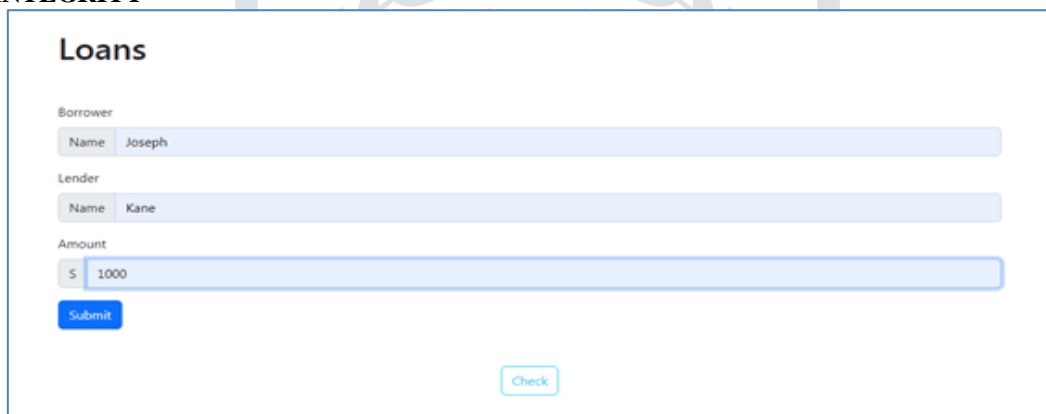 Loans
Borrower
Name Joseph
Lender
Name Kane
Amount
$ 1000
Submit
Check